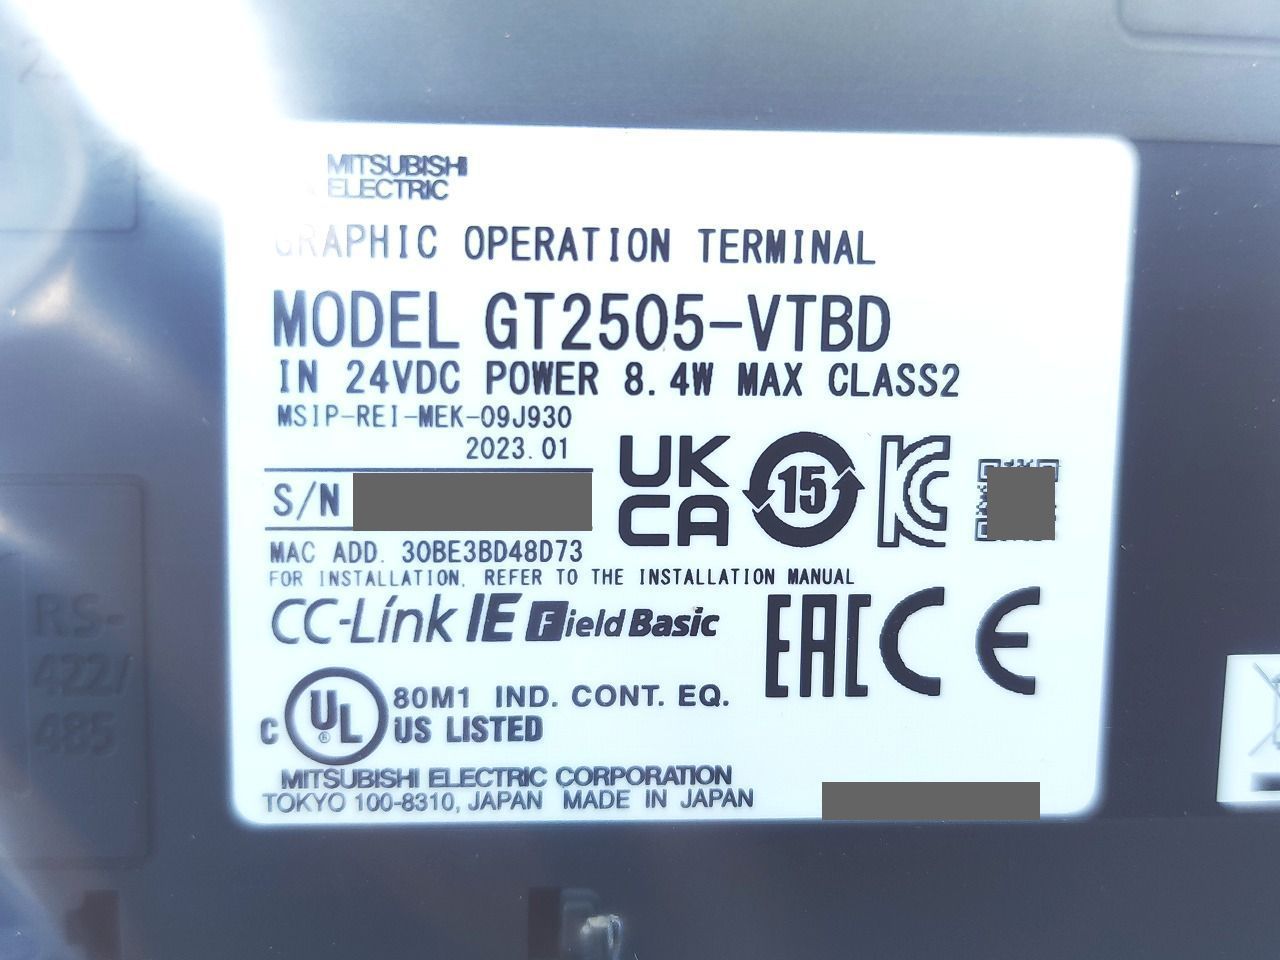 MITSUBISHI
ELECTRIC
GRAPHIC OPERATION TERMINAL
MODEL GT2505-VTBD
IN 24VDC POWER 8.4W MAX CLASS2
MSIP-REI-MEK-09J930
2023.01
S/N
UK
CA
15
MAC ADD. 30BE3BD48D73
FOR INSTALLATION, REFER TO THE INSTALLATION MANUAL
CC-Link IE Field Basic
EAC CE
C UL ® 80M1 IND. CONT. EQ.
US LISTED
MITSUBISHI ELECTRIC CORPORATION
TOKYO 100-8310, JAPAN MADE IN JAPAN
RS-
422/
485